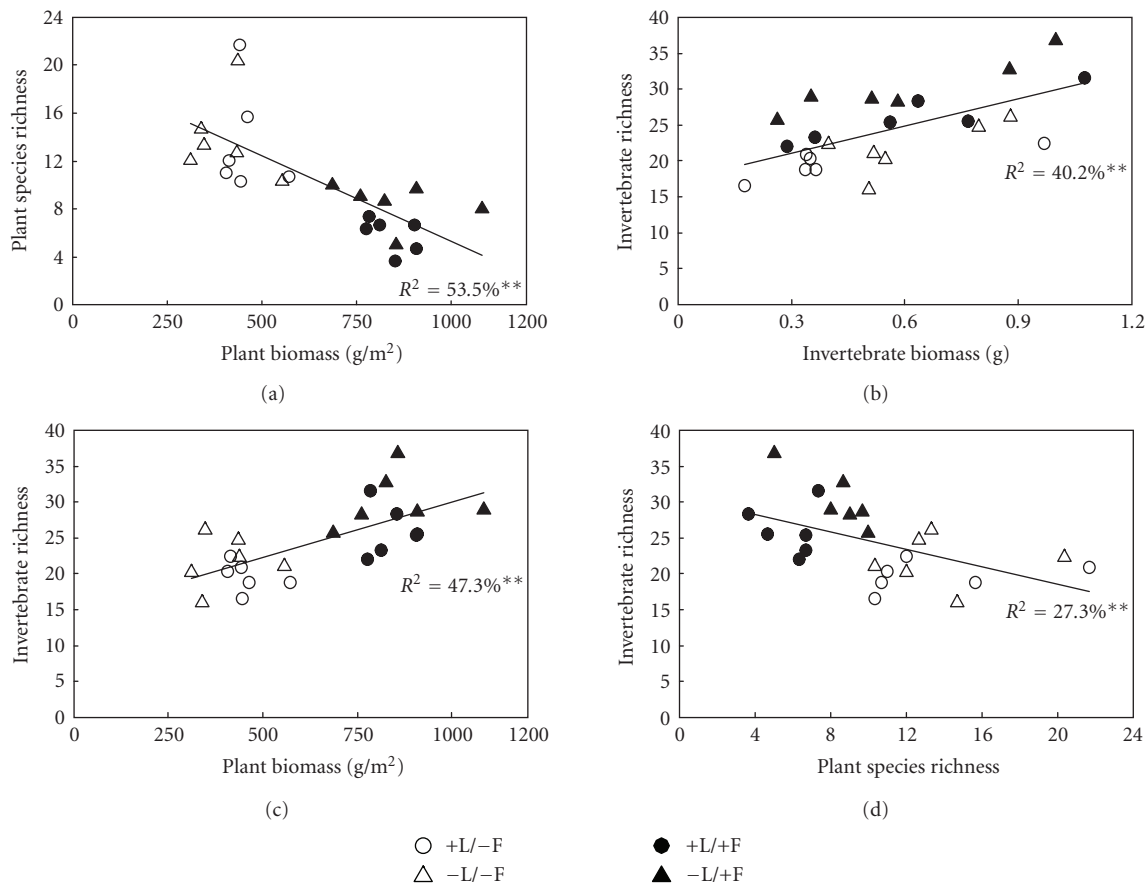 24
20
16
12
8
4
0
Plant species richness
R² = 53.5%**
0 250 500 750 1000 1200
Plant biomass (g/m²)
(a)
40
35
30
25
20
15
10
5
0
Invertebrate richness
R² = 40.2%**
0 0.3 0.6 0.9 1.2
Invertebrate biomass (g)
(b)
40
35
30
25
20
15
10
5
0
Invertebrate richness
R² = 47.3%**
0 250 500 750 1000 1200
Plant biomass (g/m²)
(c)
40
35
30
25
20
15
10
5
0
Invertebrate richness
R² = 27.3%**
0 4 8 12 16 20 24
Plant species richness
(d)
+L/−F
−L/−F
+L/+F
−L/+F